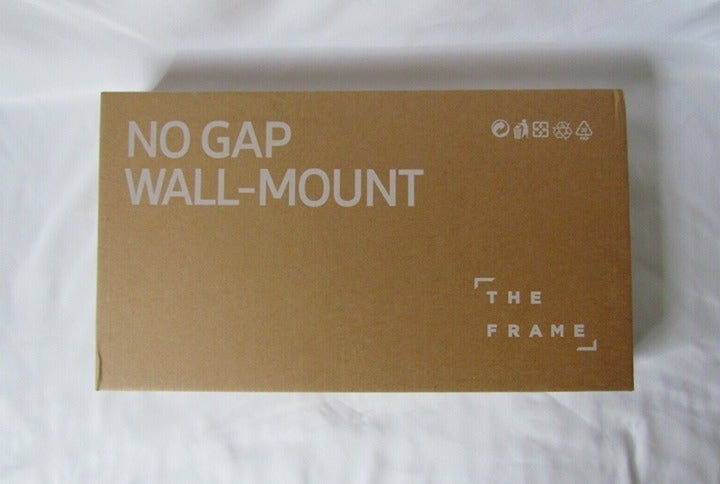 NO GAP
WALL-MOUNT
THE
FRAME